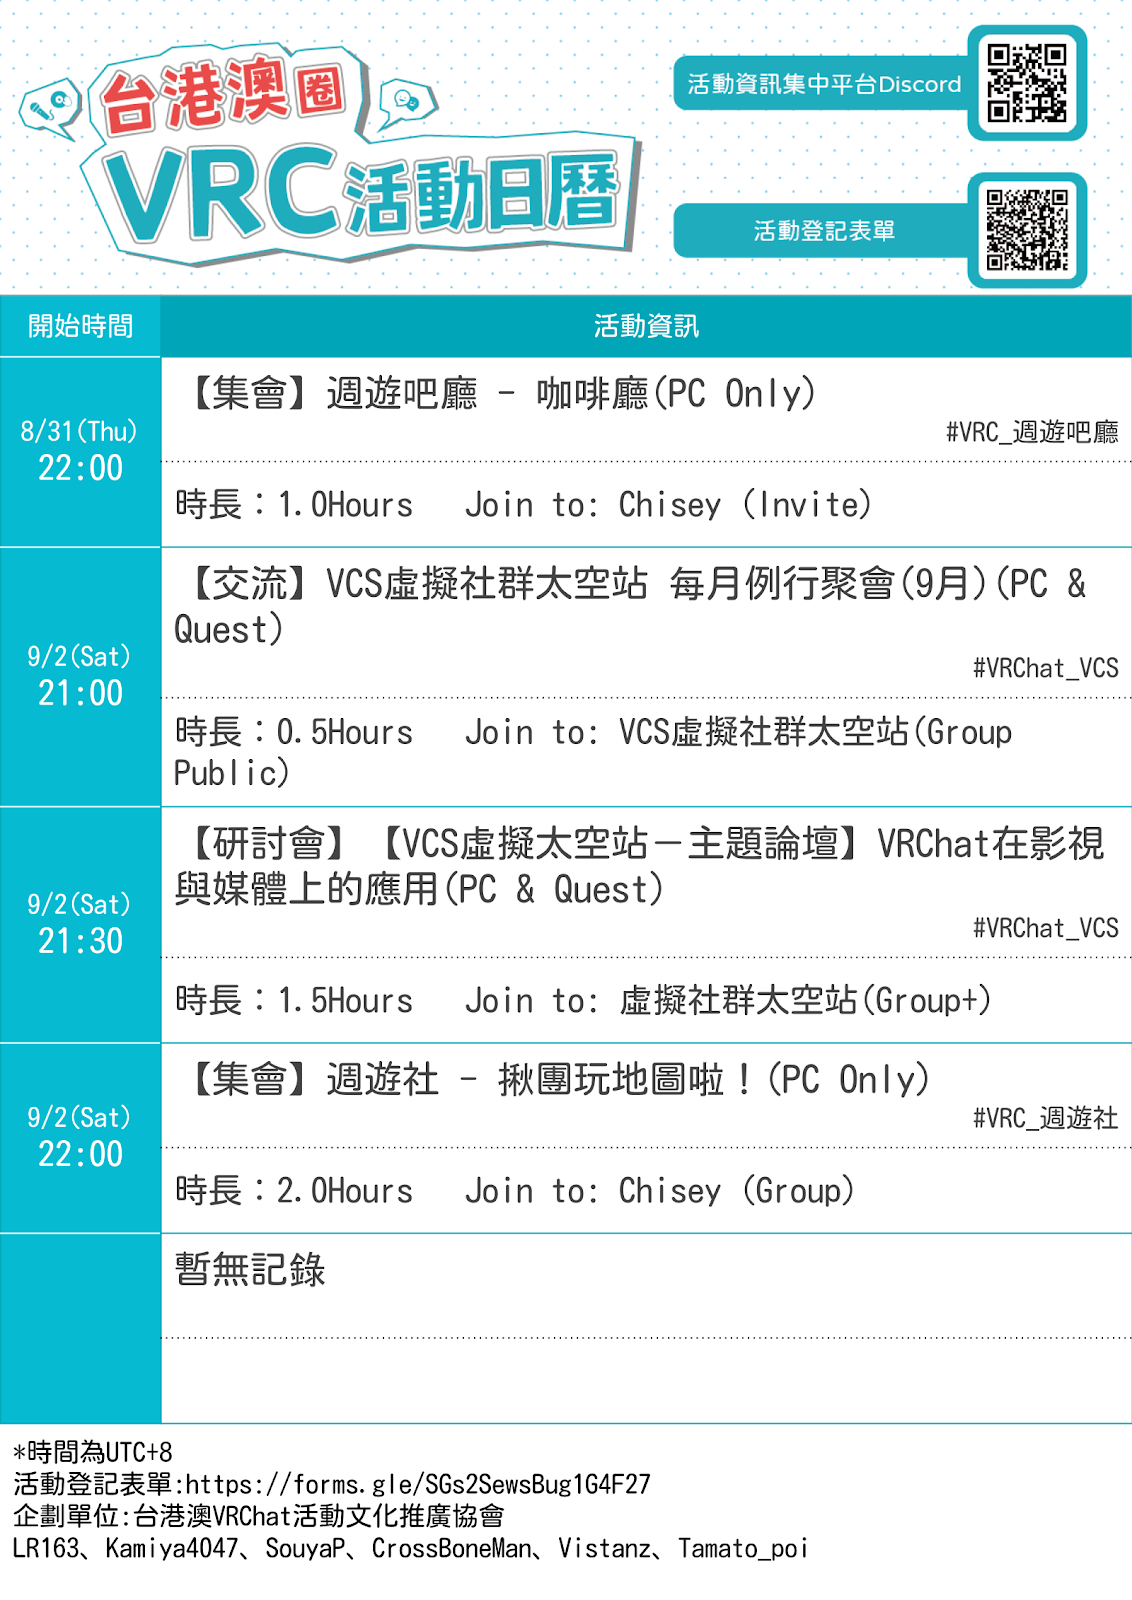 台港澳圈
VRC活動日曆
活動資訊集中平台Discord
活動登記表單
開始時間
活動資訊
8/31(Thu)
22:00
【集會】週遊吧廳 - 咖啡廳(PC Only)
#VRC_週遊吧廳
時長：1.0Hours Join to: Chisey (Invite)
9/2(Sat)
21:00
【交流】VCS虛擬社群太空站 每月例行聚會(9月)(PC &
Quest)
#VRChat_VCS
時長：0.5Hours Join to: VCS虛擬社群太空站(Group
Public)
9/2(Sat)
21:30
【研討會】【VCS虛擬太空站－主題論壇】VRChat在影視
與媒體上的應用(PC & Quest)
#VRChat_VCS
時長：1.5Hours Join to: 虛擬社群太空站(Group+)
9/2(Sat)
22:00
【集會】週遊社 - 揪團玩地圖啦！(PC Only)
#VRC_週遊社
時長：2.0Hours Join to: Chisey (Group)
暫無記錄
*時間為UTC+8
活動登記表單:https://forms.gle/SGs2SewsBug1G4F27
企劃單位:台港澳VRChat活動文化推廣協會
LR163、Kamiya4047、SouyaP、CrossBoneMan、Vistanz、Tamato_poi